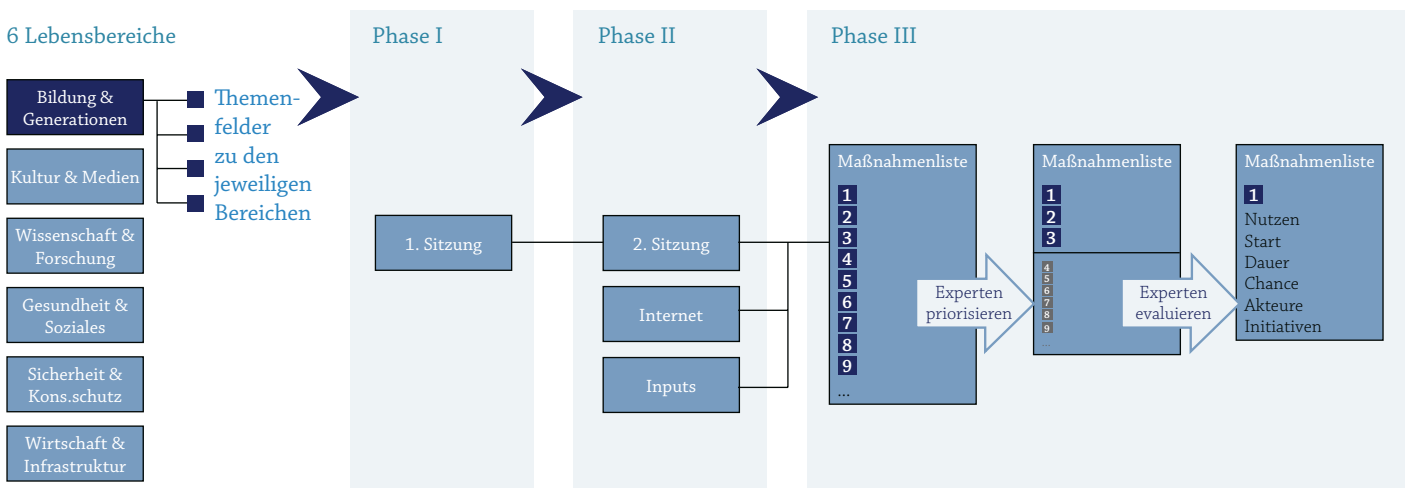 6 Lebensbereiche
Bildung &
Generationen
Kultur & Medien
Wissenschaft &
Forschung
Gesundheit &
Soziales
Sicherheit &
Kons.schutz
Wirtschaft &
Infrastruktur
Themen-
felder
zu den
jeweiligen
Bereichen
Phase I
1. Sitzung
Phase II
2. Sitzung
Internet
Inputs
Phase III
Maßnahmenliste
1
2
3
4
5
6
7
8
9
...
Experten
priorisieren
Maßnahmenliste
1
2
3
4
5
6
7
8
9
...
Experten
evaluieren
Maßnahmenliste
1
Nutzen
Start
Dauer
Chance
Akteure
Initiativen